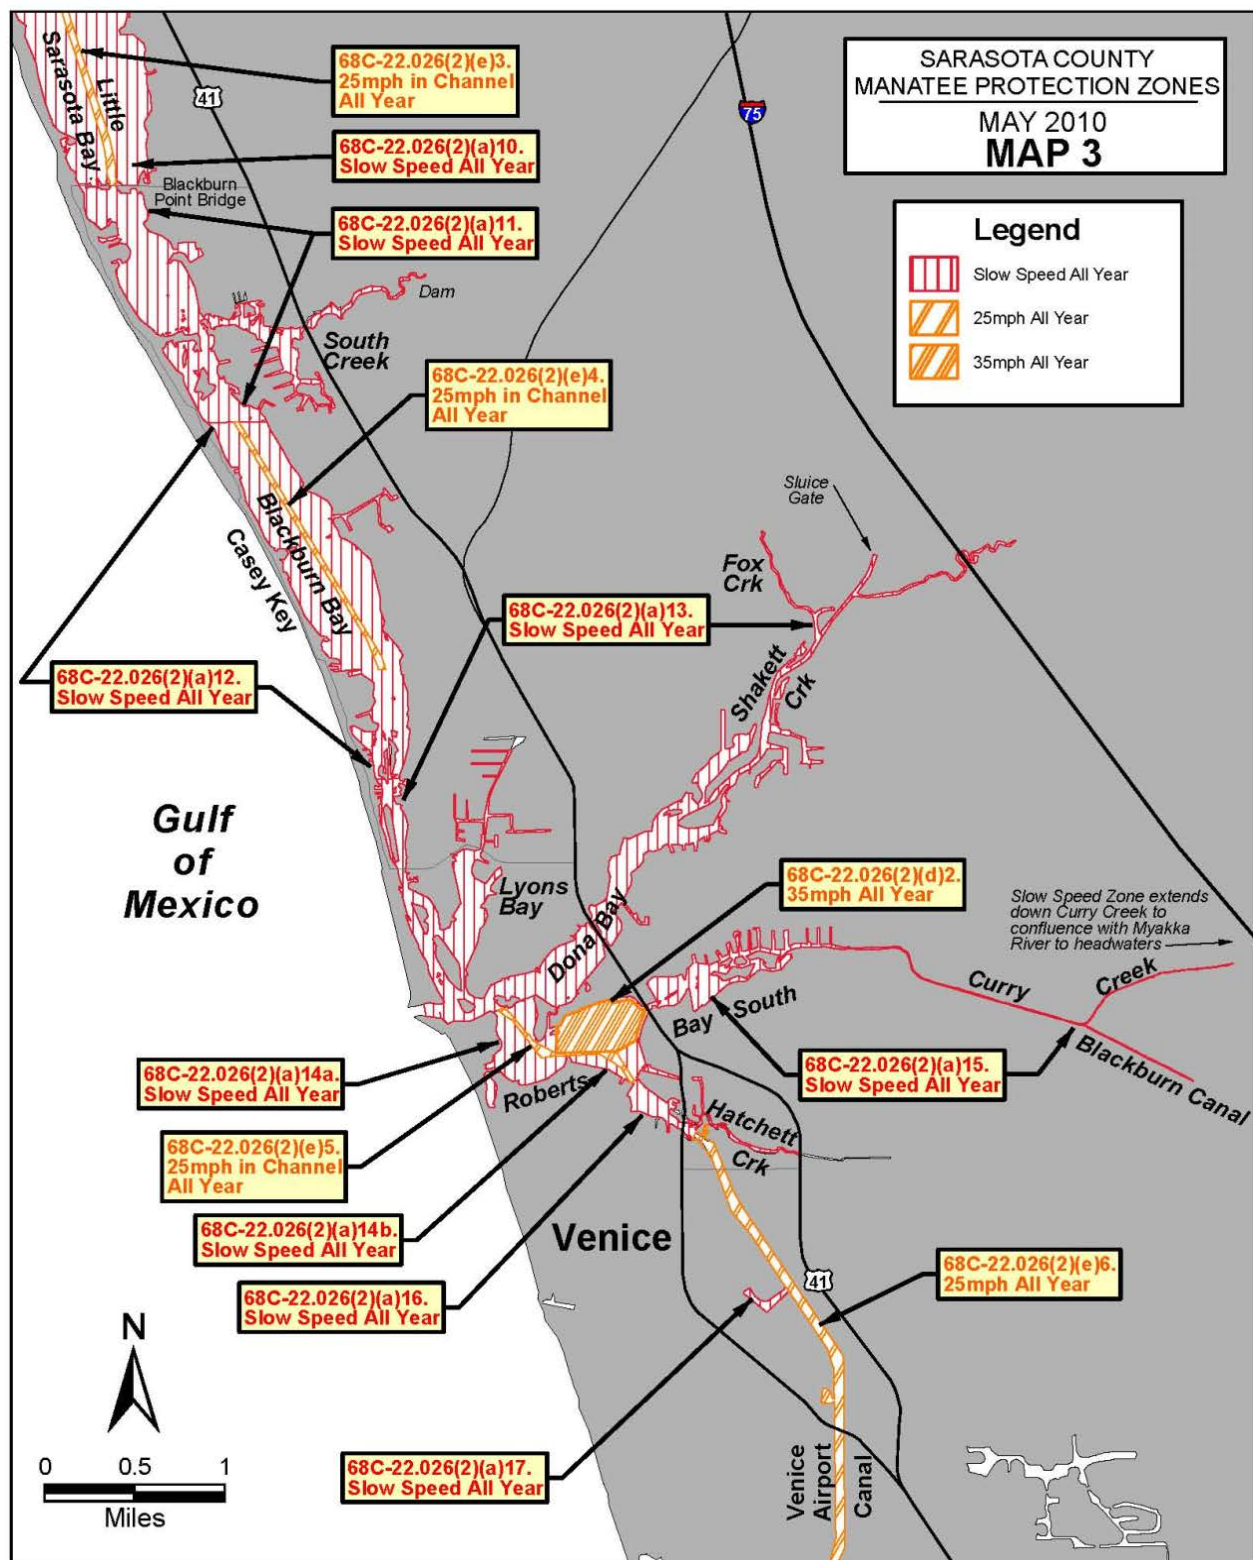 SARASOTA COUNTY
MANATEE PROTECTION ZONES
MAY 2010
MAP 3
Legend
Slow Speed All Year
25mph All Year
35mph All Year
68C-22.026(2)(e)3.
25mph in Channel
All Year
Little
Sarasota Bay
41
75
68C-22.026(2)(a)10.
Slow Speed All Year
Blackburn
Point Bridge
68C-22.026(2)(a)11.
Slow Speed All Year
Dam
South
Creek
68C-22.026(2)(e)4.
25mph in Channel
All Year
Blackburn Bay
Casey Key
Sluice
Gate
Fox
Crk
68C-22.026(2)(a)13.
Slow Speed All Year
68C-22.026(2)(a)12.
Slow Speed All Year
Shakett
Crk
Gulf
of
Mexico
Lyons
Bay
Dona Bay
68C-22.026(2)(d)2.
35mph All Year
Slow Speed Zone extends
down Curry Creek to
confluence with Myakka
River to headwaters
Curry
Creek
South
Bay
Blackburn Canal
68C-22.026(2)(a)15.
Slow Speed All Year
68C-22.026(2)(a)14a.
Slow Speed All Year
Roberts
Hatchett
Crk
68C-22.026(2)(e)5.
25mph in Channel
All Year
68C-22.026(2)(a)14b.
Slow Speed All Year
Venice
68C-22.026(2)(e)6.
25mph All Year
41
68C-22.026(2)(a)16.
Slow Speed All Year
N
68C-22.026(2)(a)17.
Slow Speed All Year
Venice
Airport
Canal
0 0.5 1
Miles